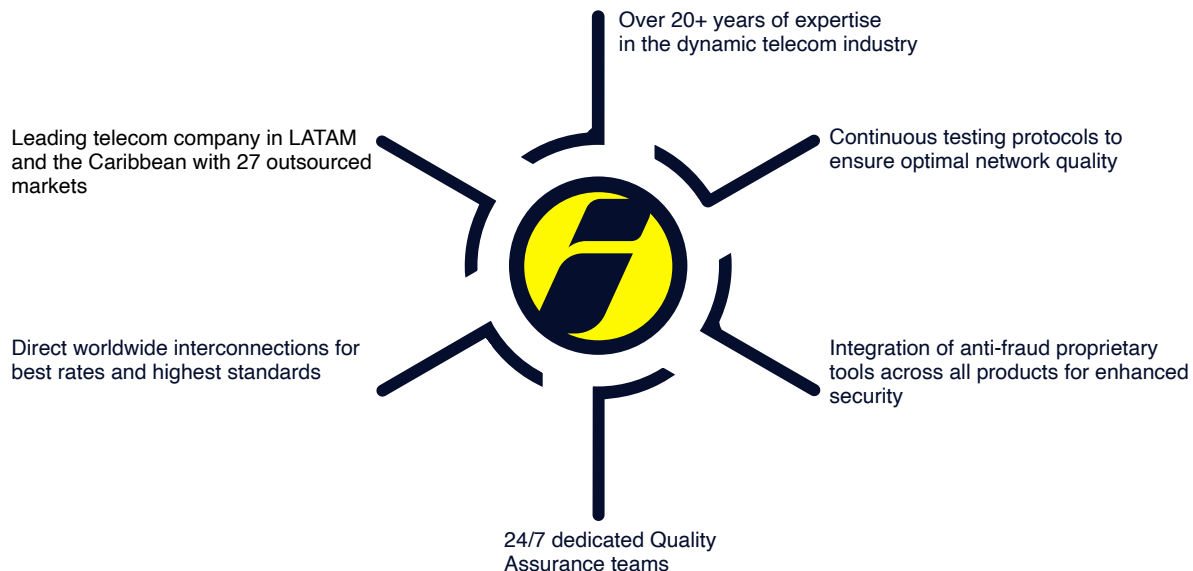 Over 20+ years of expertise
in the dynamic telecom industry
Leading telecom company in LATAM
and the Caribbean with 27 outsourced
markets
Continuous testing protocols to
ensure optimal network quality
Direct worldwide interconnections for
best rates and highest standards
Integration of anti-fraud proprietary
tools across all products for enhanced
security
24/7 dedicated Quality
Assurance teams